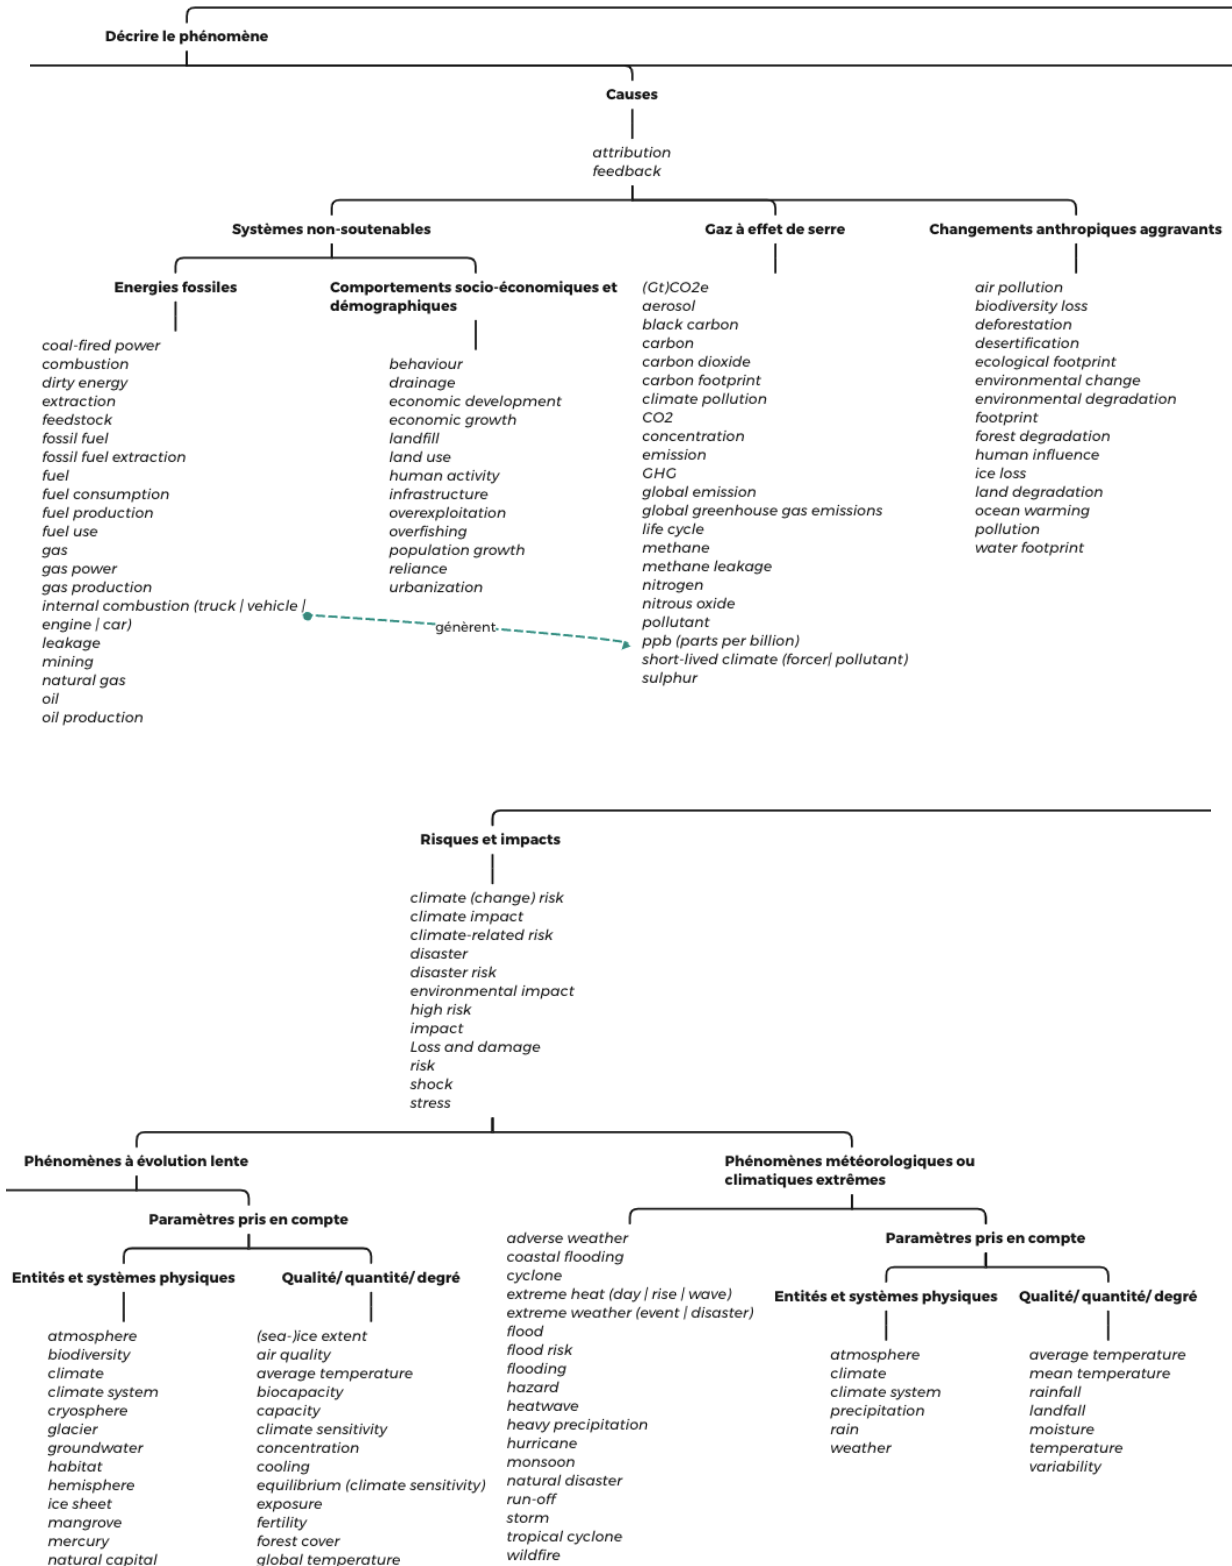 Décrire le phénomène
Causes
attribution
feedback
Systèmes non-soutenables
Gaz à effet de serre
Changements anthropiques aggravants
Energies fossiles
coal-fired power
combustion
dirty energy
extraction
feedstock
fossil fuel
fossil fuel extraction
fuel
fuel consumption
fuel production
fuel use
gas
gas power
gas production
internal combustion (truck | vehicle |
engine | car)
leakage
mining
natural gas
oil
oil production
Comportements socio-économiques et
démographiques
behaviour
drainage
economic development
economic growth
landfill
land use
human activity
infrastructure
overexploitation
overfishing
population growth
reliance
urbanization
génèrent
(Gt)CO2e
aerosol
black carbon
carbon
carbon dioxide
carbon footprint
climate pollution
CO2
concentration
emission
GHG
global emission
global greenhouse gas emissions
life cycle
methane
methane leakage
nitrogen
nitrous oxide
pollutant
ppb (parts per billion)
short-lived climate (forcer| pollutant)
sulphur
air pollution
biodiversity loss
deforestation
desertification
ecological footprint
environmental change
environmental degradation
footprint
forest degradation
human influence
ice loss
land degradation
ocean warming
pollution
water footprint
Risques et impacts
climate (change) risk
climate impact
climate-related risk
disaster
disaster risk
environmental impact
high risk
impact
Loss and damage
risk
shock
stress
Phénomènes à évolution lente
Paramètres pris en compte
Entités et systèmes physiques
atmosphere
biodiversity
climate
climate system
cryosphere
glacier
groundwater
habitat
hemisphere
ice sheet
mangrove
mercury
natural capital
Qualité/ quantité/ degré
(sea-)ice extent
air quality
average temperature
biocapacity
capacity
climate sensitivity
concentration
cooling
equilibrium (climate sensitivity)
exposure
fertility
forest cover
global temperature
Phénomènes météorologiques ou
climatiques extrêmes
adverse weather
coastal flooding
cyclone
extreme heat (day | rise | wave)
extreme weather (event | disaster)
flood
flood risk
flooding
hazard
heatwave
heavy precipitation
hurricane
monsoon
natural disaster
run-off
storm
tropical cyclone
wildfire
Paramètres pris en compte
Entités et systèmes physiques
atmosphere
climate
climate system
precipitation
rain
weather
Qualité/ quantité/ degré
average temperature
mean temperature
rainfall
landfall
moisture
temperature
variability